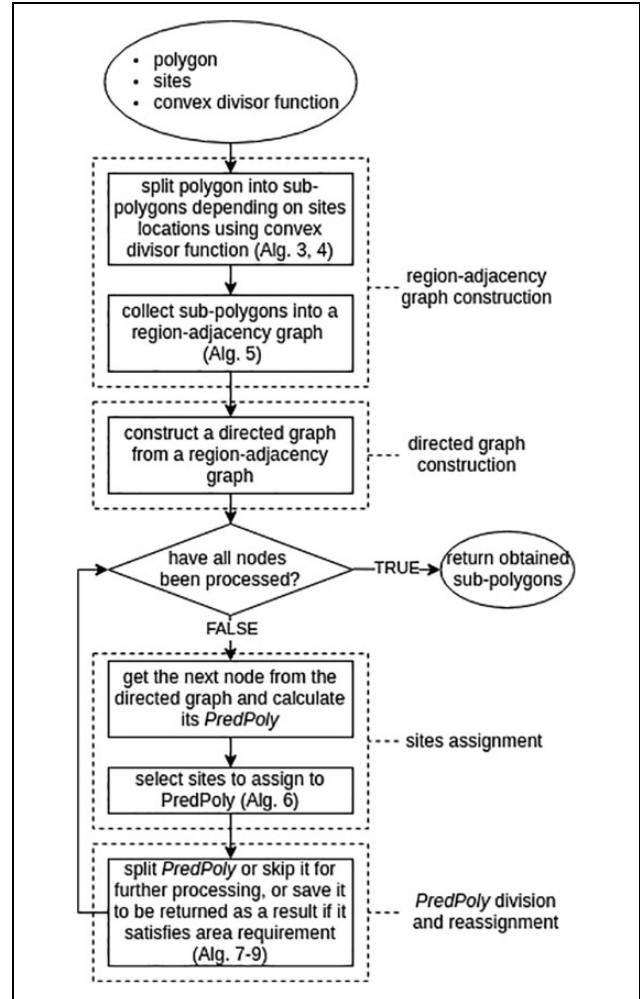 • polygon
• sites
• convex divisor function
split polygon into sub-
polygons depending on sites
locations using convex
divisor function (Alg. 3, 4)
collect sub-polygons into a
region-adjacency graph
(Alg. 5)
region-adjacency
graph construction
construct a directed graph
from a region-adjacency
graph
directed graph
construction
have all nodes
been processed?
TRUE
return obtained
sub-polygons
FALSE
get the next node from the
directed graph and calculate
its PredPoly
select sites to assign to
PredPoly (Alg. 6)
sites assignment
split PredPoly or skip it for
further processing, or save it
to be returned as a result if it
satisfies area requirement
(Alg. 7-9)
PredPoly division
and reassignment